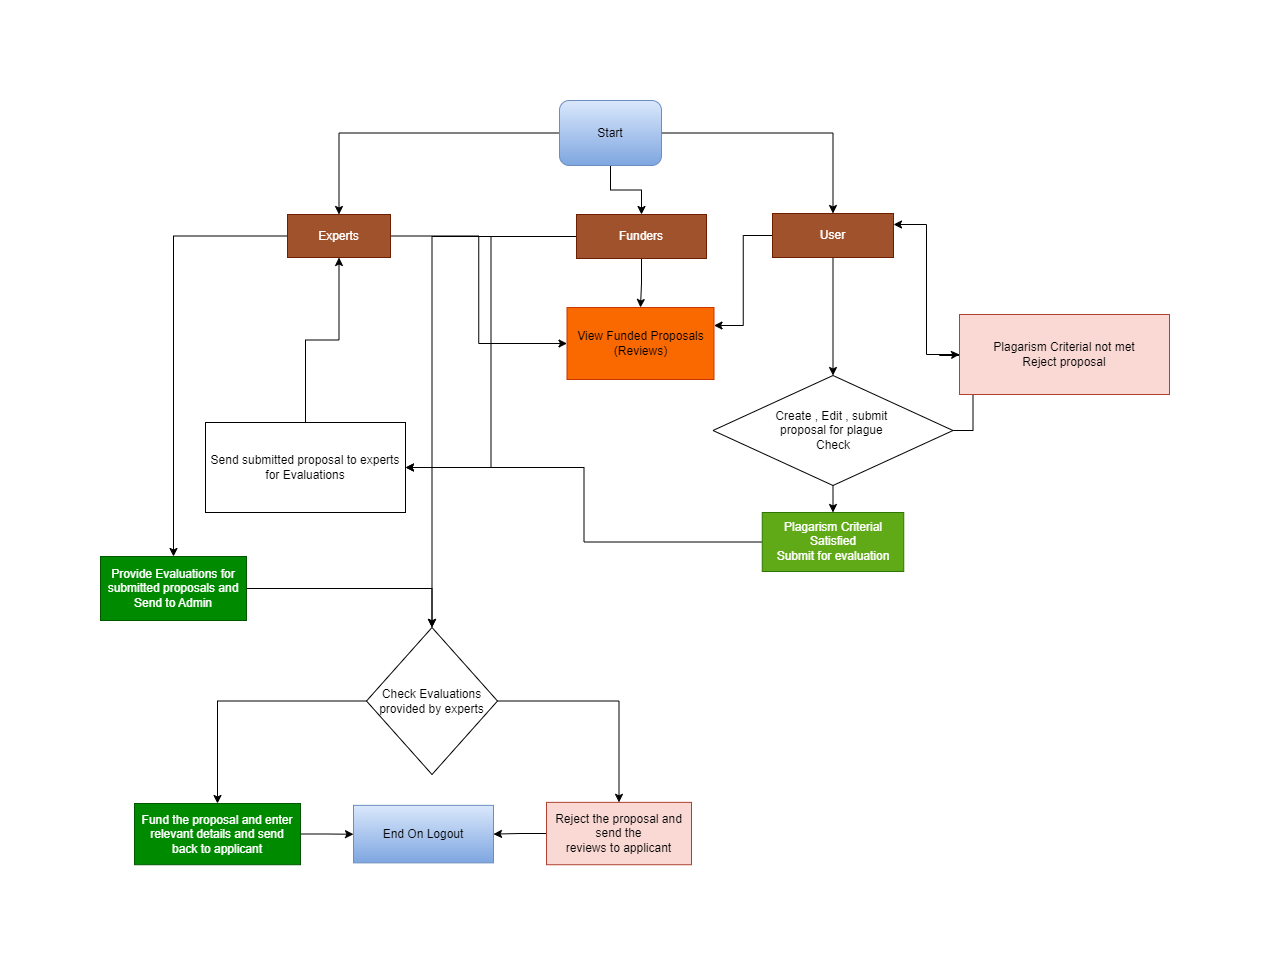 Start
Experts
Funders
User
View Funded Proposals
(Reviews)
Plagarism Criterial not met
Reject proposal
Create , Edit , submit
proposal for plague
Check
Send submitted proposal to experts
for Evaluations
Plagarism Criterial
Satisfied
Submit for evaluation
Provide Evaluations for
submitted proposals and
Send to Admin
Check Evaluations
provided by experts
Fund the proposal and enter
relevant details and send
back to applicant
End On Logout
Reject the proposal and
send the
reviews to applicant